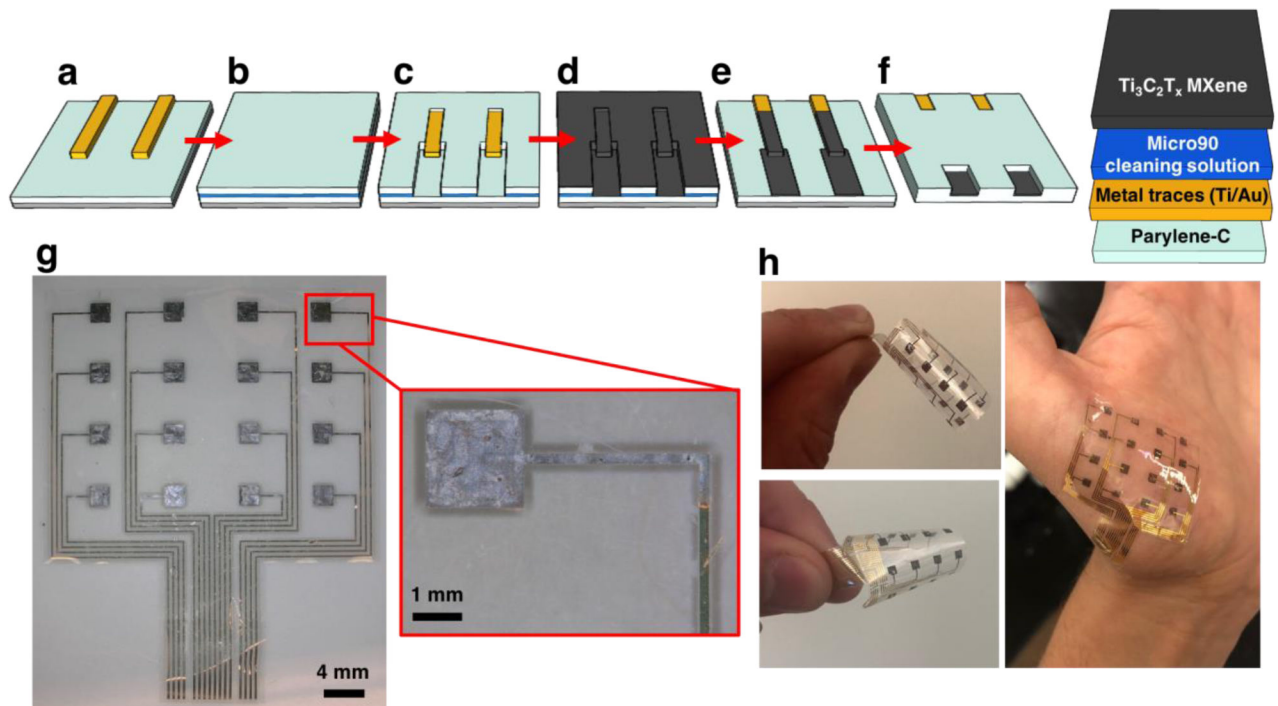 a
b
c
d
e
f
Ti₃C₂Tₓ MXene
Micro90
cleaning solution
Metal traces (Ti/Au)
Parylene-C
g
h
1 mm
4 mm